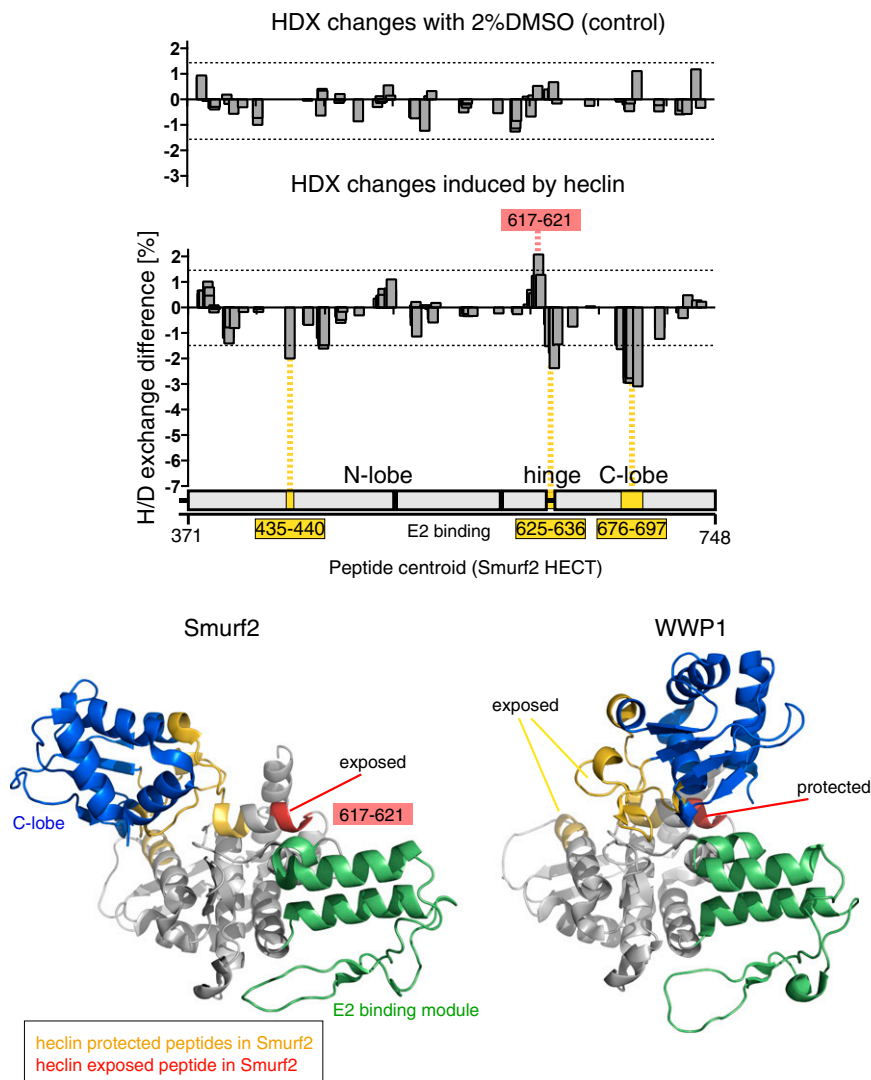 HDX changes with 2%DMSO (control)
2
1
0
-1
-2
-3
HDX changes induced by heclin
617-621
H/D exchange difference [%]
2
1
0
-1
-2
-3
-4
-5
-6
-7
N-lobe hinge C-lobe
435-440 E2 binding 625-636 676-697
371 748
Peptide centroid (Smurf2 HECT)
Smurf2 WWP1
exposed
exposed
protected
617-621
C-lobe
E2 binding module
heclin protected peptides in Smurf2
heclin exposed peptide in Smurf2